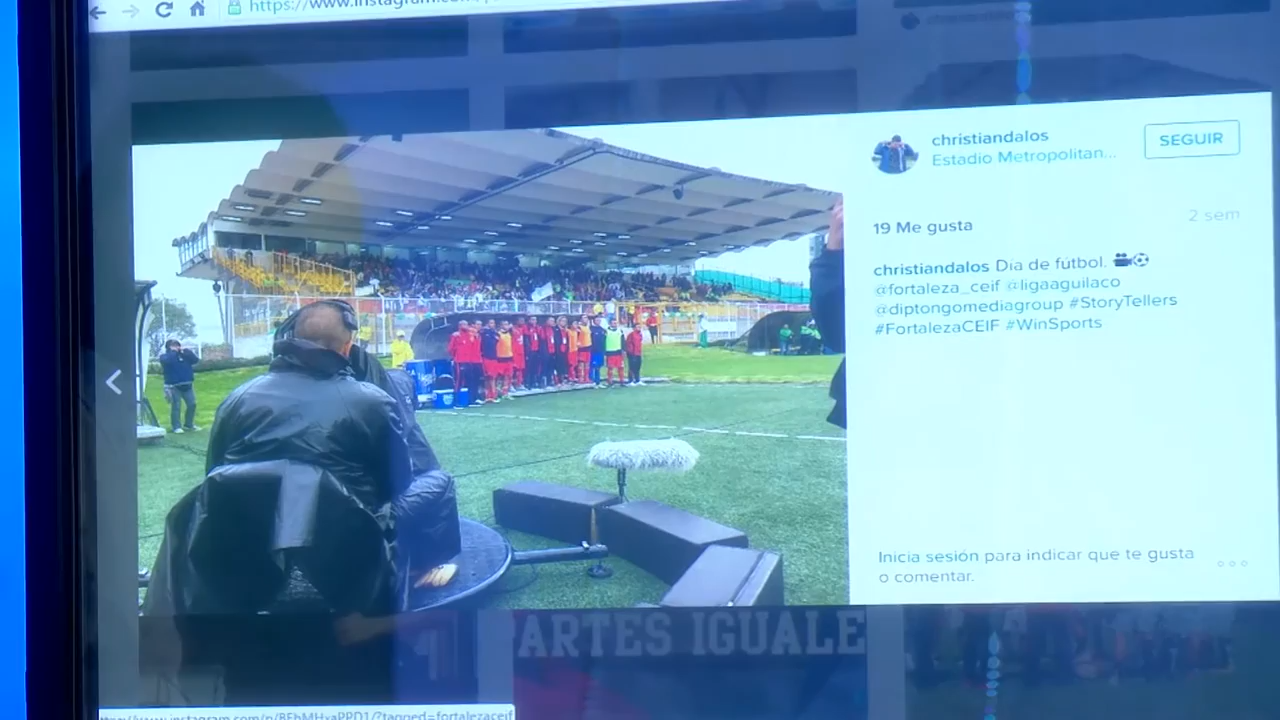 https://www.instagram.com
christiandalos
Estadio Metropolitan...
SEGUIR
19 Me gusta
2 sem
christiandalos Día de fútbol. 🎥⚽
@fortaleza_ceif @ligaaguilaco
@diptongomediagroup #StoryTellers
#FortalezaCEIF #WinSports
Inicia sesión para indicar que te gusta
o comentar.
PARTES IGUALE